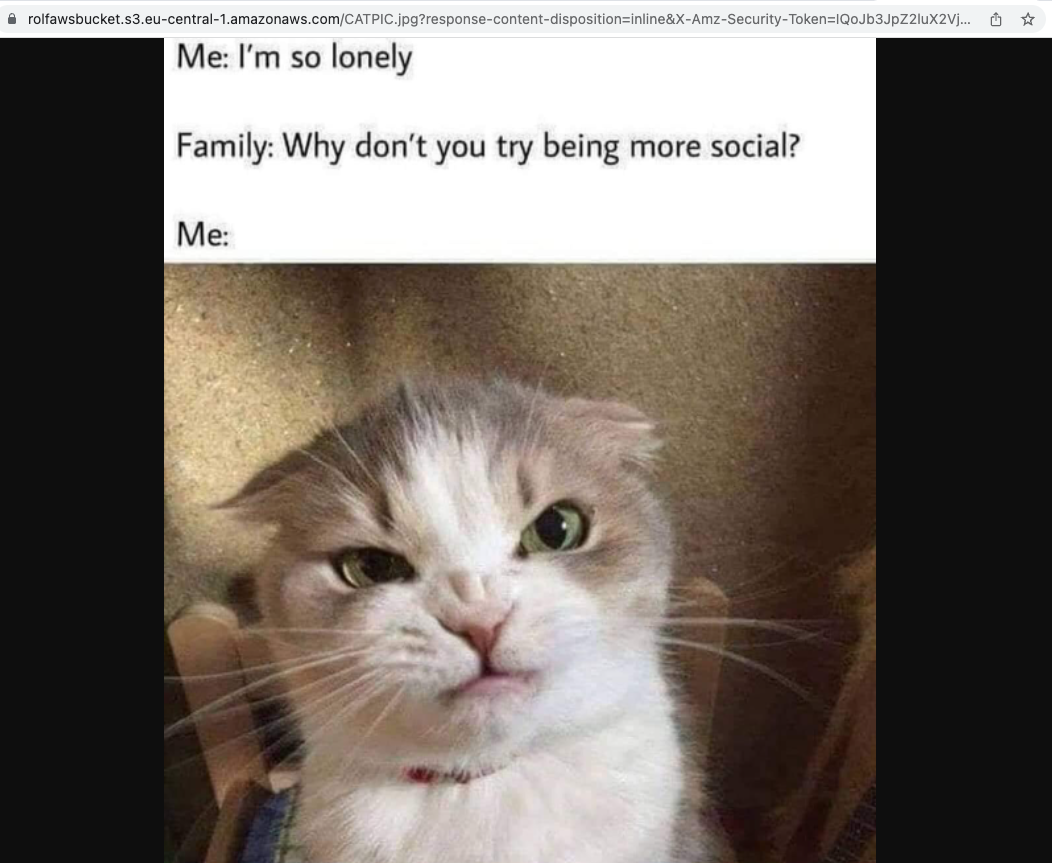 rolfawsbucket.s3.eu-central-1.amazonaws.com/CATPIC.jpg?response-content-disposition=inline&X-Amz-Security-Token=IQoJb3JpZ2luX2Vj...
Me: I'm so lonely
Family: Why don't you try being more social?
Me: